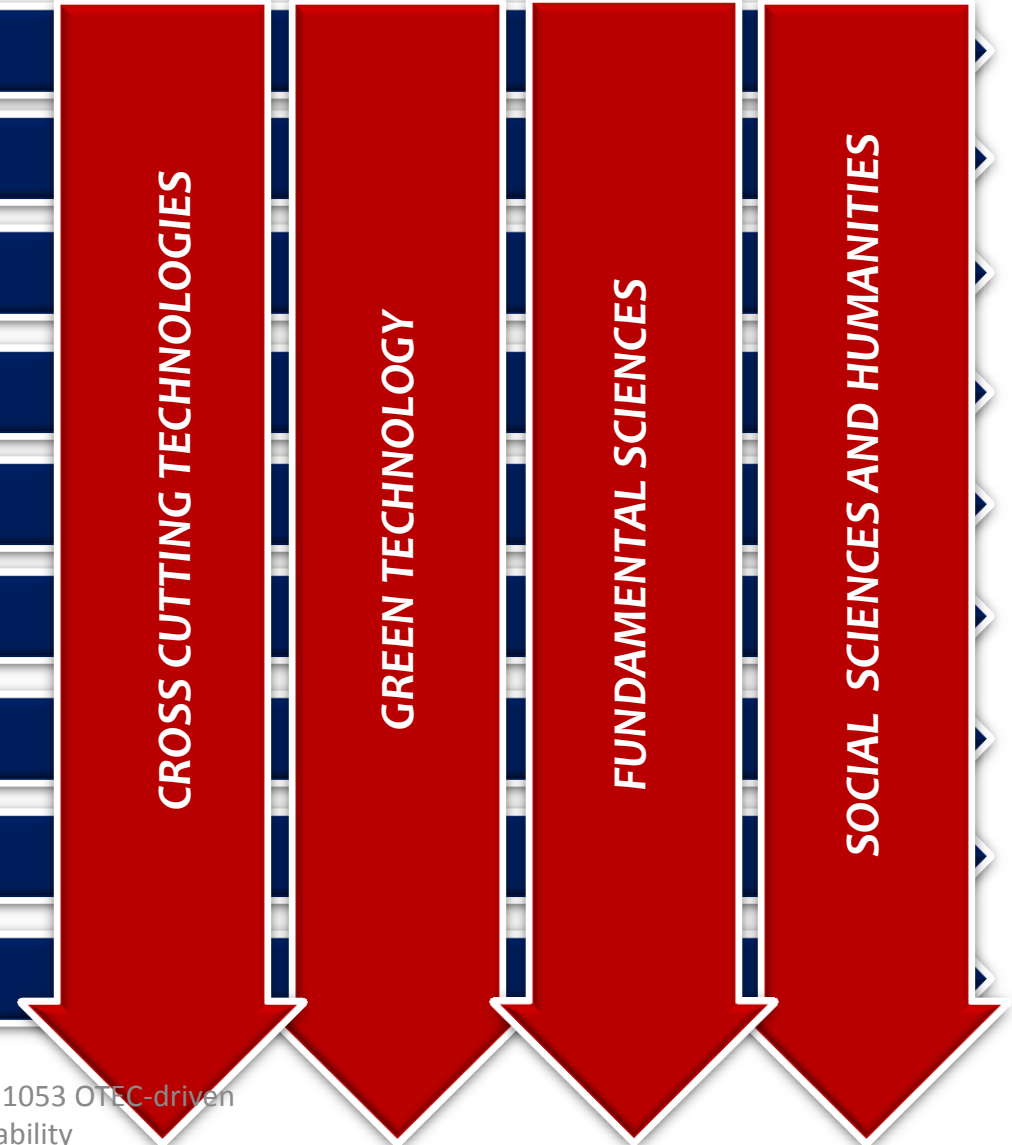 CROSS CUTTING TECHNOLOGIES
GREEN TECHNOLOGY
FUNDAMENTAL SCIENCES
SOCIAL SCIENCES AND HUMANITIES
1053 OTEC-driven
ability